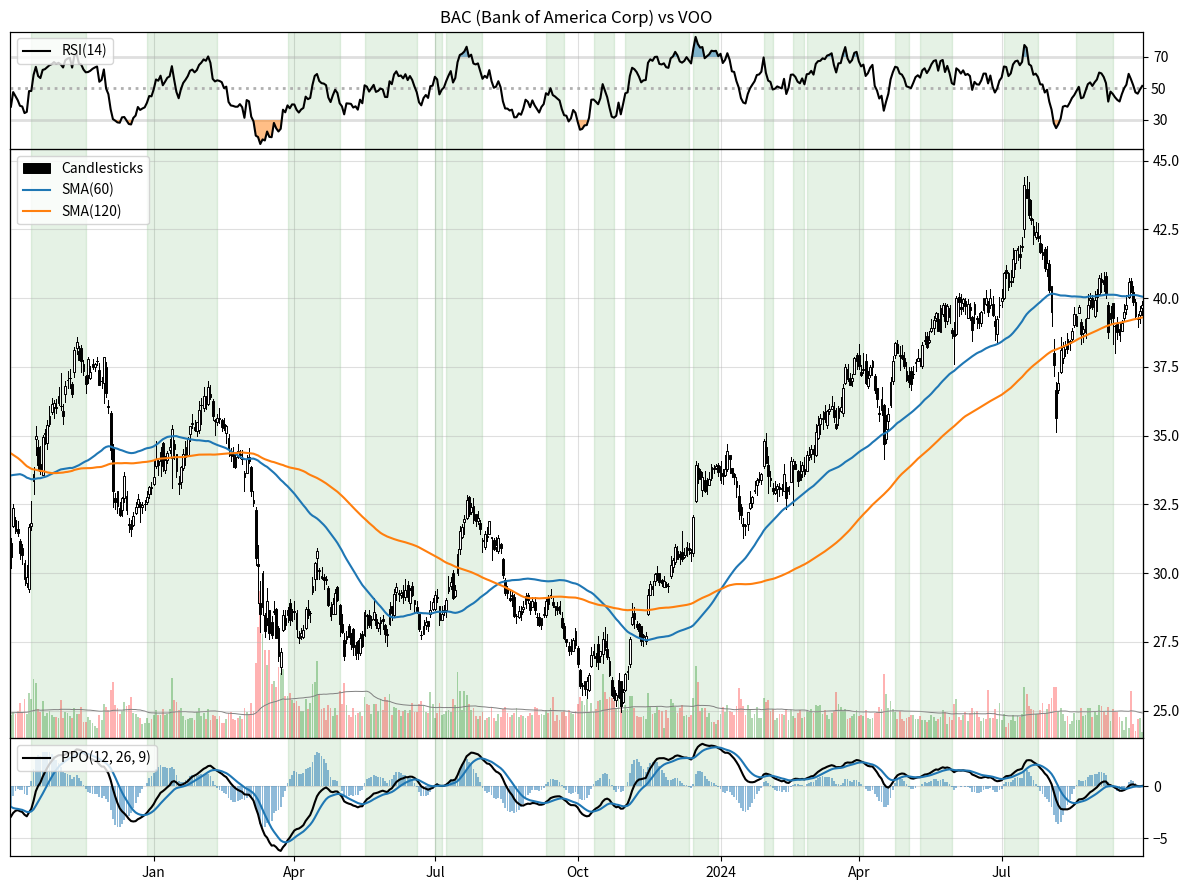 BAC (Bank of America Corp) vs VOO
RSI(14)
70
50
30
Candlesticks
SMA(60)
SMA(120)
45.0
42.5
40.0
37.5
35.0
32.5
30.0
27.5
25.0
PPO(12, 26, 9)
0
−5
Jan
Apr
Jul
Oct
2024
Apr
Jul